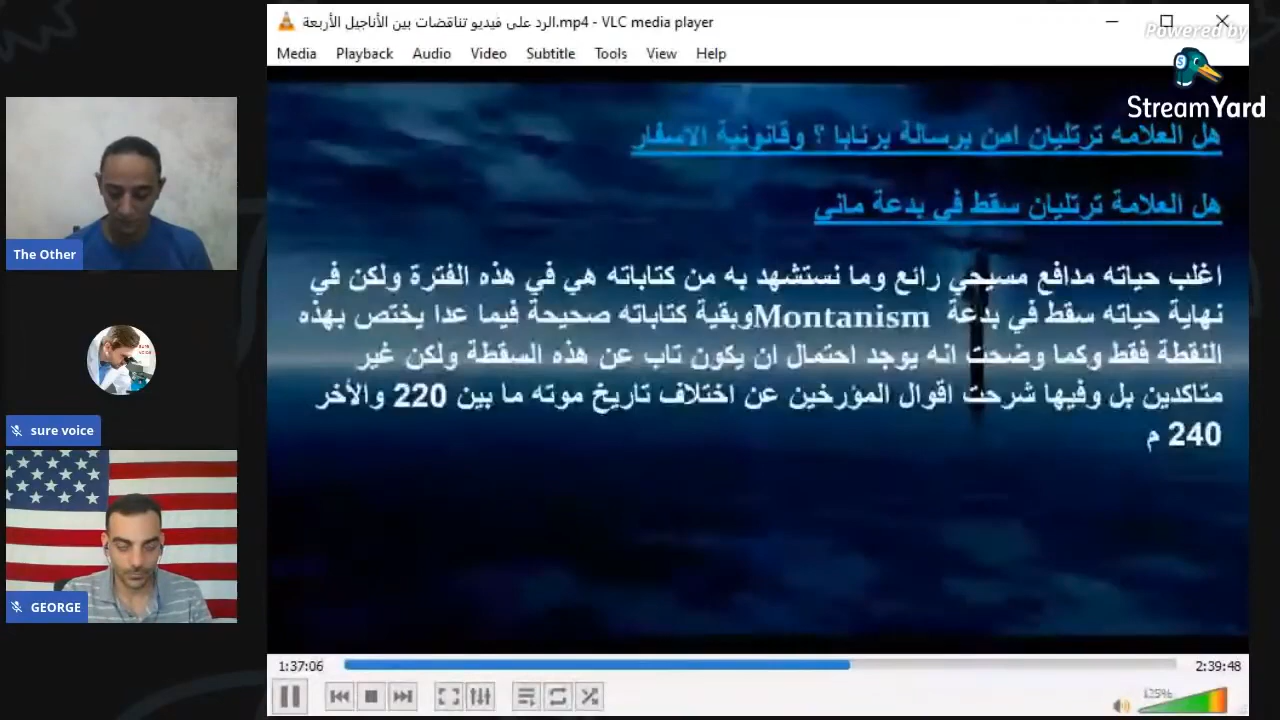 الرد على فيديو تناقضات بين الأناجيل الأربعة.mp4 - VLC media player
Media Playback Audio Video Subtitle Tools View Help
Powered by
StreamYard
هل العلامه ترتليان امن برسالة برنابا ؟ وقانونية الاسفار
هل العلامة ترتليان سقط في بدعة ماني
اغلب حياته مدافع مسيحي رائع وما نستشهد به من كتاباته هي في هذه الفترة ولكن في
نهاية حياته سقط في بدعة Montanismوبقية كتاباته صحيحة فيما عدا يختص بهذه
النقطة فقط وكما وضحت انه يوجد احتمال ان يكون تاب عن هذه السقطة ولكن غير
متاكدين بل وفيها شرحت اقوال المؤرخين عن اختلاف تاريخ موته ما بين 220 والأخر
240 م
The Other
sure voice
GEORGE
1:37:06
2:39:48
125%